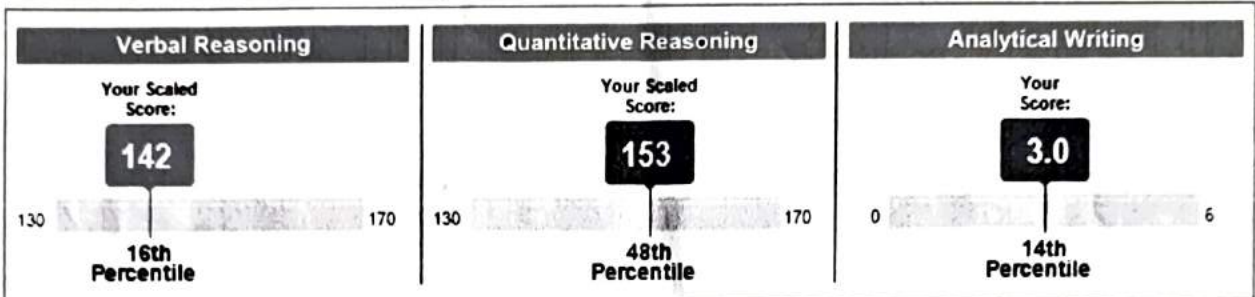 Verbal Reasoning
Your Scaled
Score:
142
130
170
16th
Percentile
Quantitative Reasoning
Your Scaled
Score:
153
130
170
48th
Percentile
Analytical Writing
Your
Score:
3.0
0
6
14th
Percentile